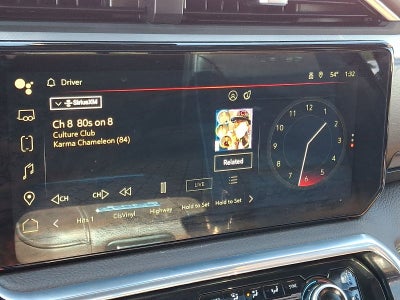 Driver
54° 1:32
SiriusXM
Ch 8 80s on 8
Culture Club
Karma Chameleon (84)
Related
CH CH LIVE
Hits 1 ClsVinyl Highway Hold to Set Hold to Set
12
11 1
10 2
9 3
8 4
7 5
6